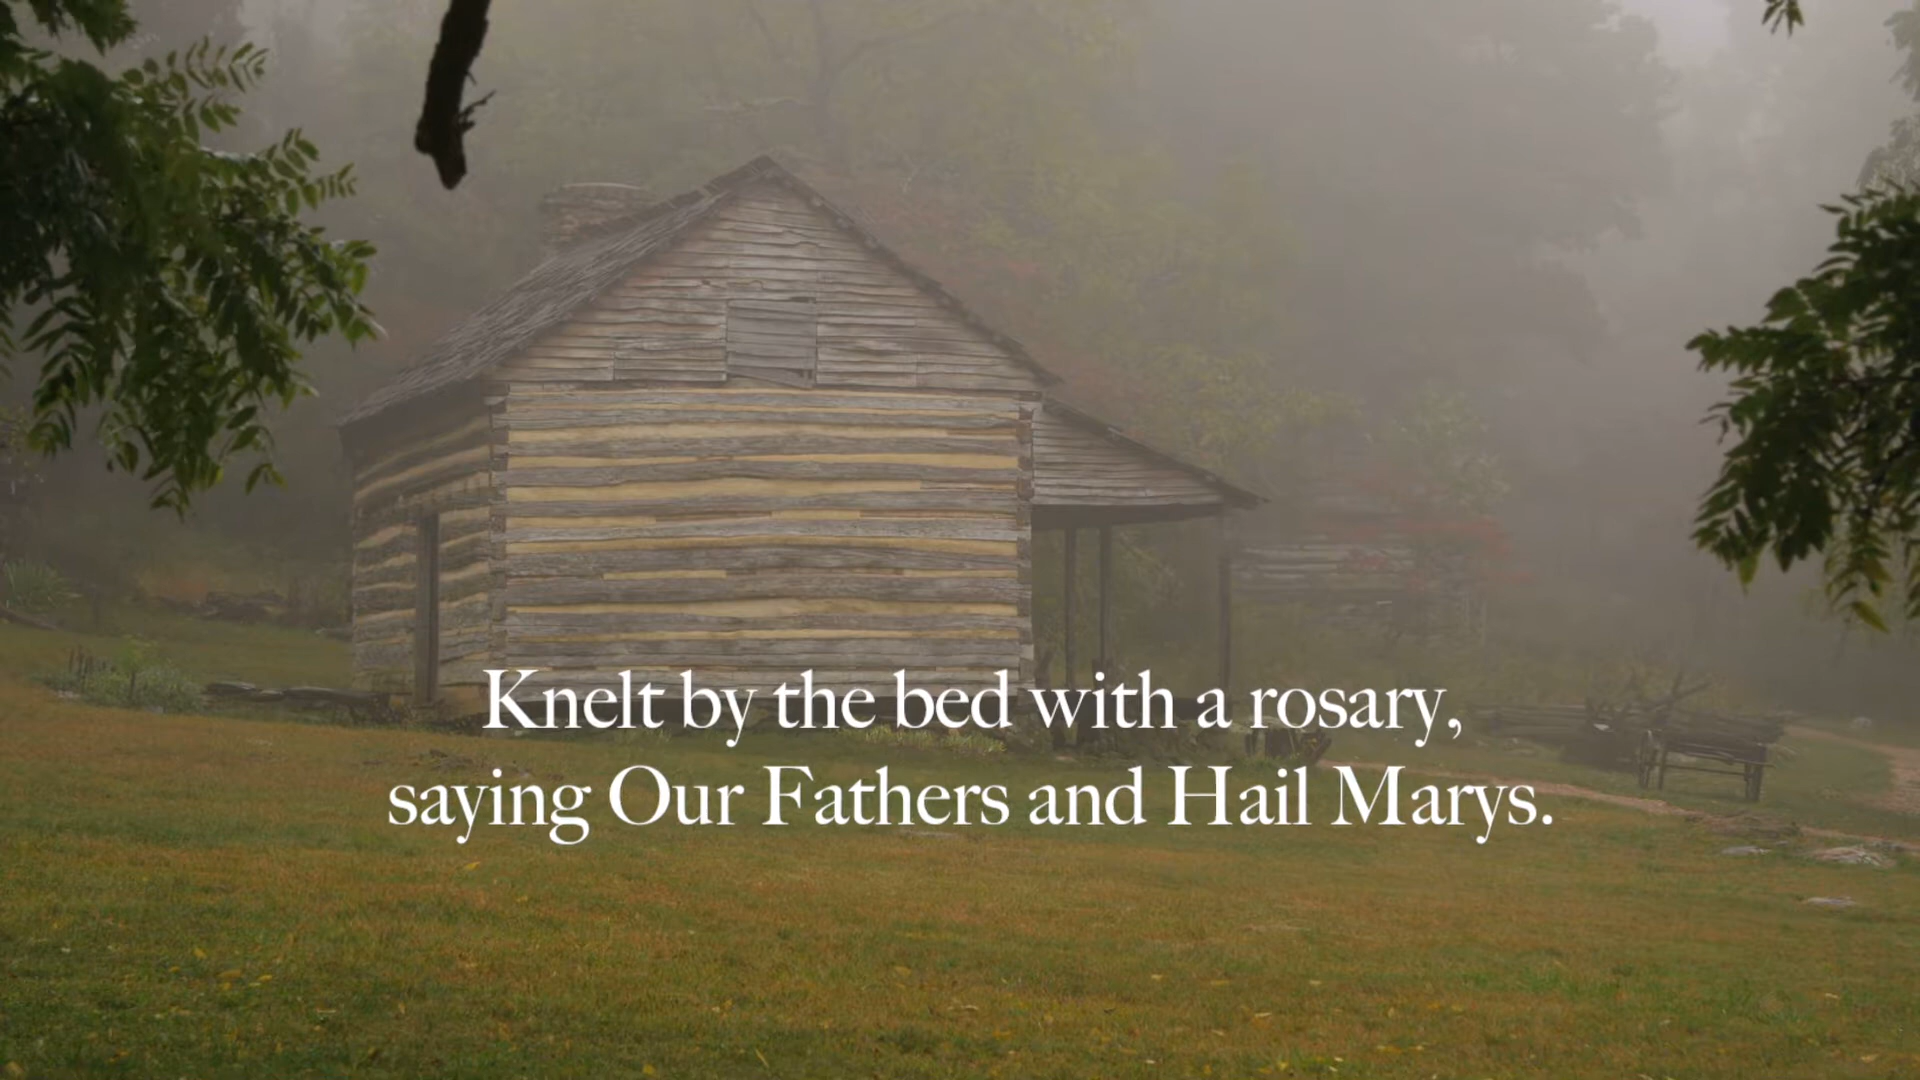 Knelt by the bed with a rosary,
saying Our Fathers and Hail Marys.